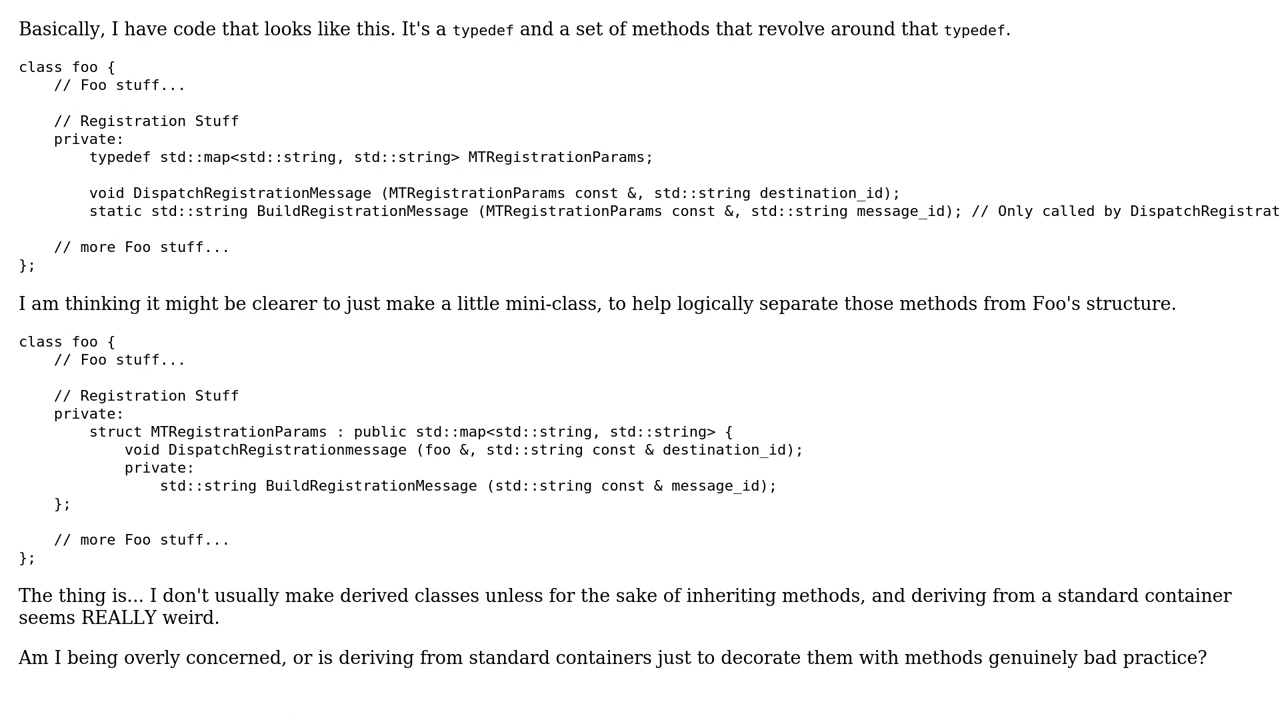 Basically, I have code that looks like this. It's a typedef and a set of methods that revolve around that typedef.
class foo {
    // Foo stuff...

    // Registration Stuff
    private:
        typedef std::map<std::string, std::string> MTRegistrationParams;

        void DispatchRegistrationMessage (MTRegistrationParams const &, std::string destination_id);
        static std::string BuildRegistrationMessage (MTRegistrationParams const &, std::string message_id); // Only called by DispatchRegistrat

    // more Foo stuff...
};
I am thinking it might be clearer to just make a little mini-class, to help logically separate those methods from Foo's structure.
class foo {
    // Foo stuff...

    // Registration Stuff
    private:
        struct MTRegistrationParams : public std::map<std::string, std::string> {
            void DispatchRegistrationmessage (foo &, std::string const & destination_id);
            private:
                std::string BuildRegistrationMessage (std::string const & message_id);
    };

    // more Foo stuff...
};
The thing is... I don't usually make derived classes unless for the sake of inheriting methods, and deriving from a standard container
seems REALLY weird.
Am I being overly concerned, or is deriving from standard containers just to decorate them with methods genuinely bad practice?